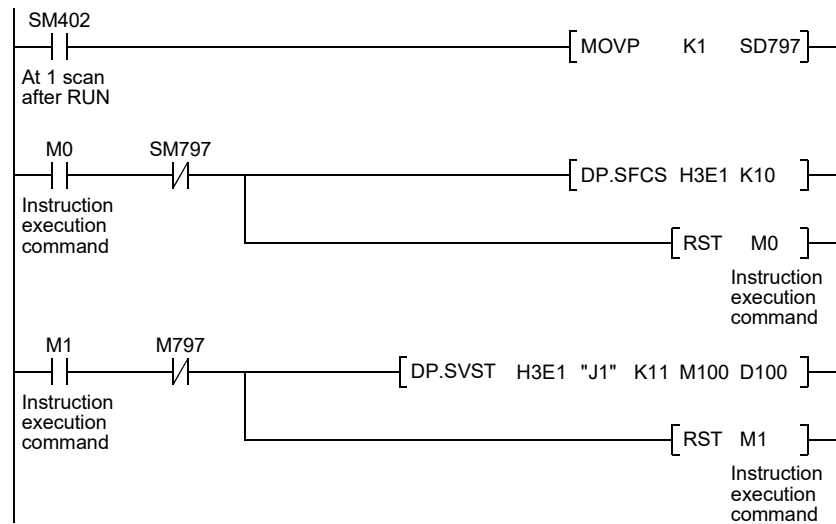 SM402
MOVP K1 SD797
At 1 scan
after RUN
M0 SM797
DP.SFCS H3E1 K10
Instruction
execution
command
RST M0
Instruction
execution
command
M1 M797
DP.SVST H3E1 "J1" K11 M100 D100
Instruction
execution
command
RST M1
Instruction
execution
command